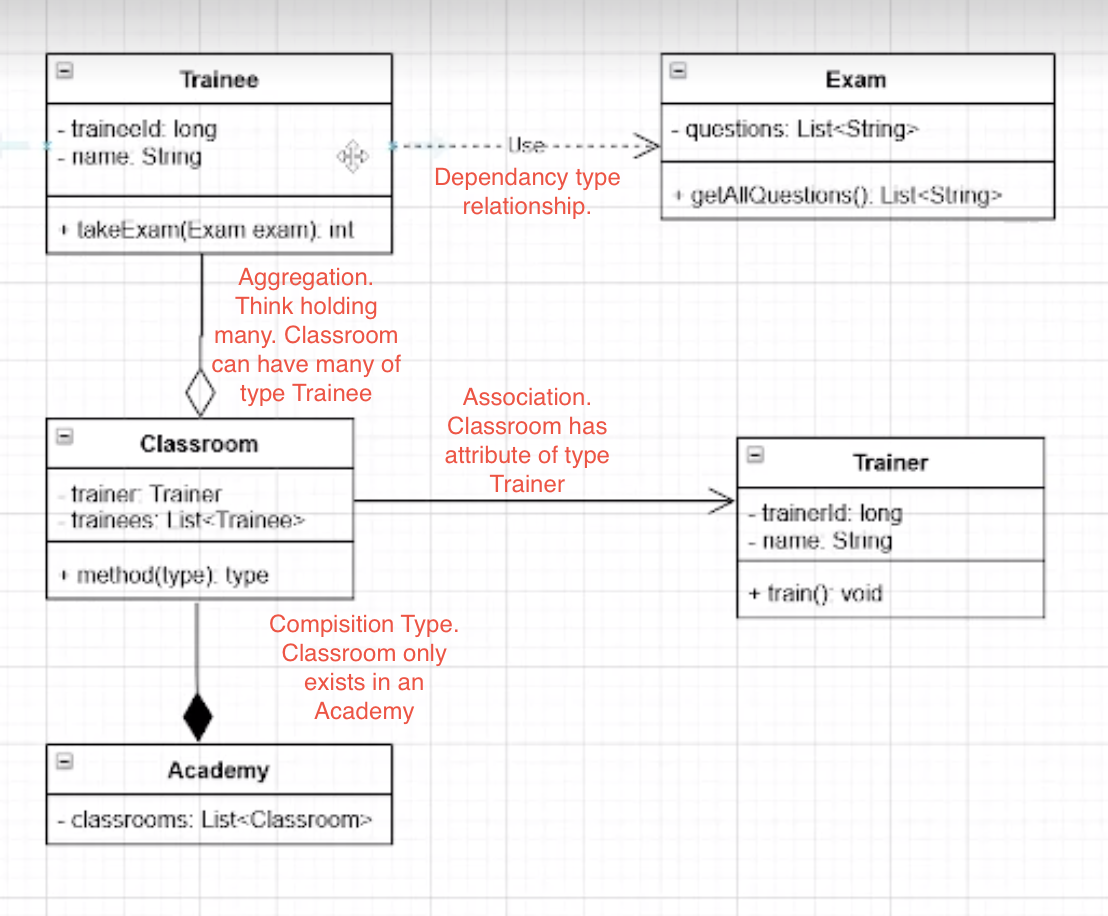 Trainee
- traineeId: long
- name: String
+ takeExam(Exam exam): int
Use
Dependancy type
relationship.
Exam
- questions: List<String>
+ getAllQuestions(): List<String>
Aggregation.
Think holding
many. Classroom
can have many of
type Trainee
Classroom
- trainer: Trainer
- trainees: List<Trainee>
+ method(type): type
Association.
Classroom has
attribute of type
Trainer
Trainer
- trainerId: long
- name: String
+ train(): void
Compisition Type.
Classroom only
exists in an
Academy
Academy
- classrooms: List<Classroom>